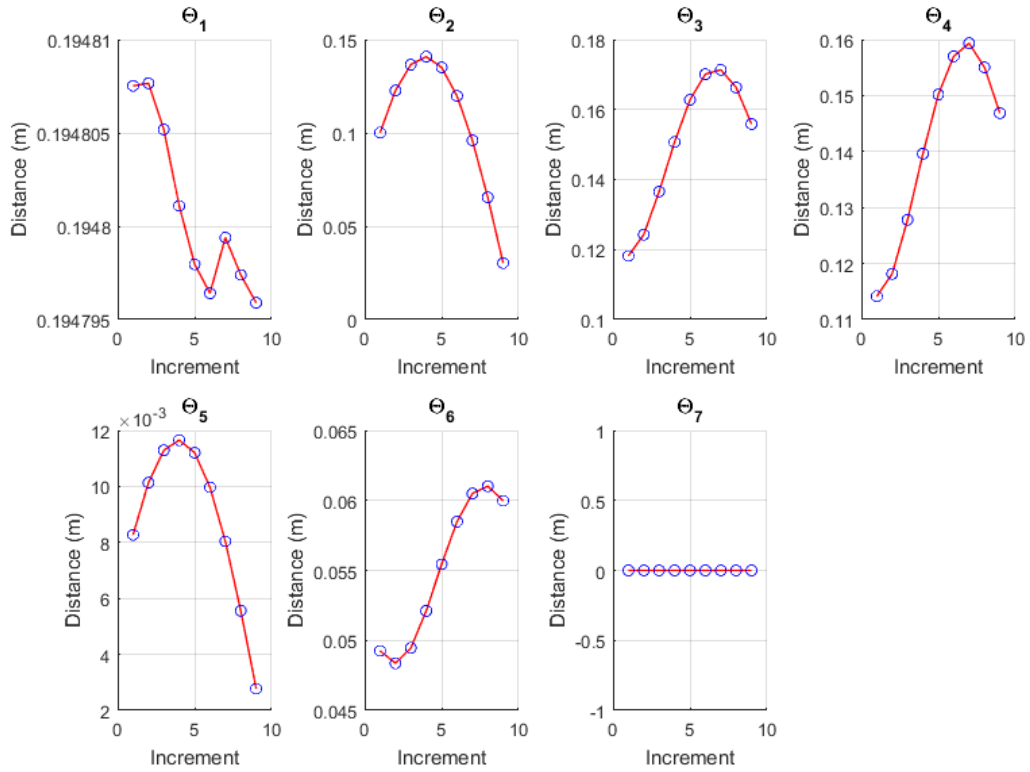 Θ1
Distance (m)
0.19481
0.194805
0.1948
0.194795
0
5
10
Increment
Θ2
Distance (m)
0.15
0.1
0.05
0
0
5
10
Increment
Θ3
Distance (m)
0.18
0.16
0.14
0.12
0.1
0
5
10
Increment
Θ4
Distance (m)
0.16
0.15
0.14
0.13
0.12
0.11
0
5
10
Increment
Θ5
× 10-3
Distance (m)
12
10
8
6
4
2
0
5
10
Increment
Θ6
Distance (m)
0.065
0.06
0.055
0.05
0.045
0
5
10
Increment
Θ7
Distance (m)
1
0.5
0
-0.5
-1
0
5
10
Increment